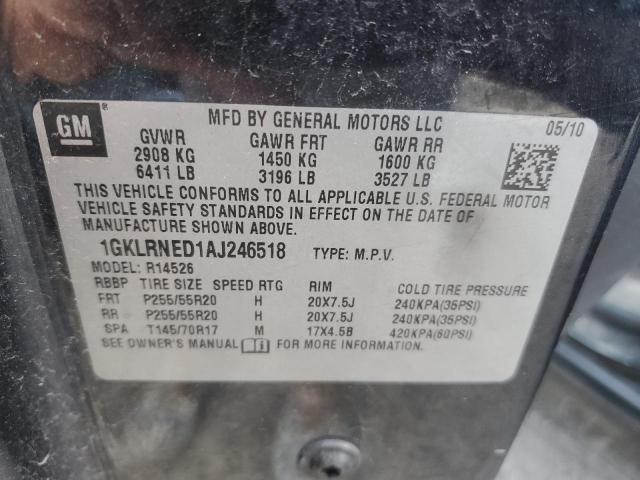 GM ®
MFD BY GENERAL MOTORS LLC 05/10
GVWR GAWR FRT GAWR RR
2908 KG 1450 KG 1600 KG
6411 LB 3196 LB 3527 LB
THIS VEHICLE CONFORMS TO ALL APPLICABLE U.S. FEDERAL MOTOR
VEHICLE SAFETY STANDARDS IN EFFECT ON THE DATE OF
MANUFACTURE SHOWN ABOVE.
1GKLRNED1AJ246518 TYPE: M.P.V.
MODEL: R14526
RBBP TIRE SIZE SPEED RTG RIM COLD TIRE PRESSURE
FRT P255/55R20 H 20X7.5J 240KPA(35PSI)
RR P255/55R20 H 20X7.5J 240KPA(35PSI)
SPA T145/70R17 M 17X4.5B 420KPA(60PSI)
SEE OWNER'S MANUAL FOR MORE INFORMATION.